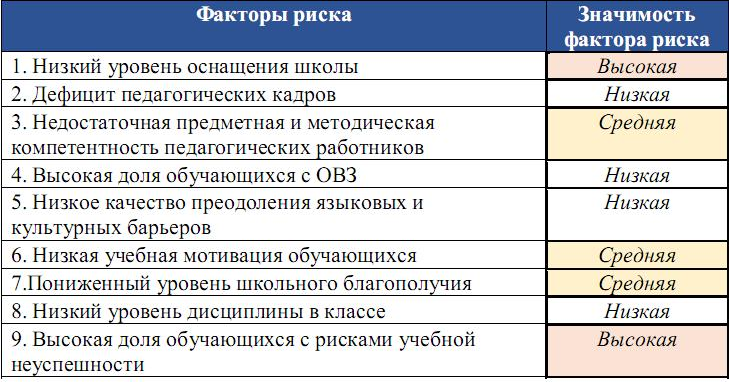 Факторы риска
Значимость
фактора риска
1. Низкий уровень оснащения школы
Высокая
2. Дефицит педагогических кадров
Низкая
3. Недостаточная предметная и методическая
компетентность педагогических работников
Средняя
4. Высокая доля обучающихся с ОВЗ
Низкая
5. Низкое качество преодоления языковых и
культурных барьеров
Низкая
6. Низкая учебная мотивация обучающихся
Средняя
7.Пониженный уровень школьного благополучия
Средняя
8. Низкий уровень дисциплины в классе
Низкая
9. Высокая доля обучающихся с рисками учебной
неуспешности
Высокая